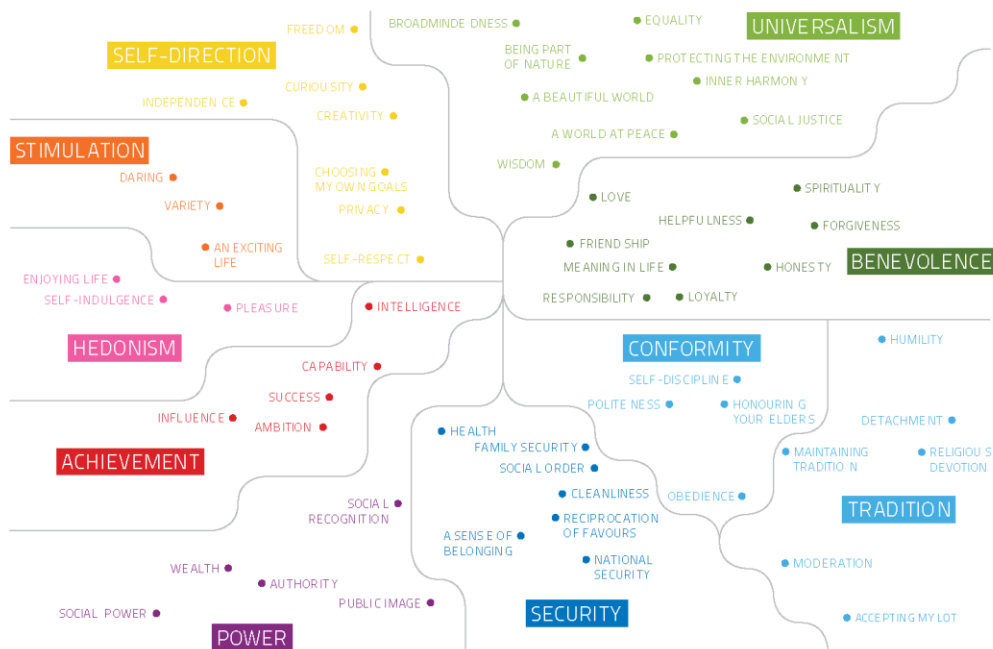 FREEDOM
SELF-DIRECTION
CURIOUSITY
INDEPENDENCE
CREATIVITY
CHOOSING
MY OWN GOALS
PRIVACY
SELF-RESPECT
BROADMINDEDNESS
EQUALITY
UNIVERSALISM
BEING PART
OF NATURE
PROTECTING THE ENVIRONMENT
INNER HARMONY
A BEAUTIFUL WORLD
SOCIAL JUSTICE
A WORLD AT PEACE
WISDOM
STIMULATION
DARING
VARIETY
AN EXCITING
LIFE
LOVE
SPIRITUALITY
HELPFULNESS
FORGIVENESS
FRIENDSHIP
MEANING IN LIFE
HONESTY
BENEVOLENCE
RESPONSIBILITY
LOYALTY
ENJOYING LIFE
SELF-INDULGENCE
PLEASURE
HEDONISM
INTELLIGENCE
CAPABILITY
SUCCESS
INFLUENCE
AMBITION
ACHIEVEMENT
CONFORMITY
SELF-DISCIPLINE
POLITENESS
HONOURING
YOUR ELDERS
OBEDIENCE
HUMILITY
DETACHMENT
MAINTAINING
TRADITION
RELIGIOUS
DEVOTION
TRADITION
MODERATION
ACCEPTING MY LOT
HEALTH
FAMILY SECURITY
SOCIAL ORDER
CLEANLINESS
RECIPROCATION
OF FAVOURS
A SENSE OF
BELONGING
NATIONAL
SECURITY
SECURITY
SOCIAL
RECOGNITION
WEALTH
AUTHORITY
PUBLIC IMAGE
SOCIAL POWER
POWER